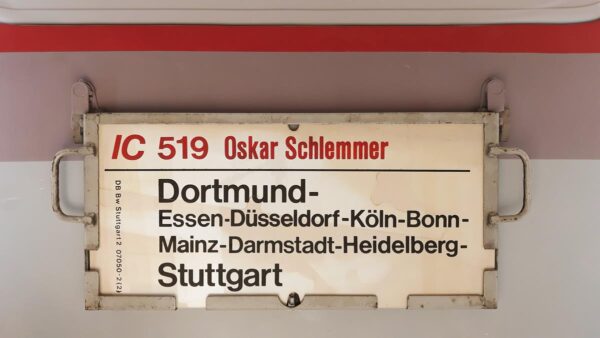 IC 519 Oskar Schlemmer
Dortmund-
Essen-Düsseldorf-Köln-Bonn-
Mainz-Darmstadt-Heidelberg-
Stuttgart
DB Bw Stuttgart 2 07050-2 (2)